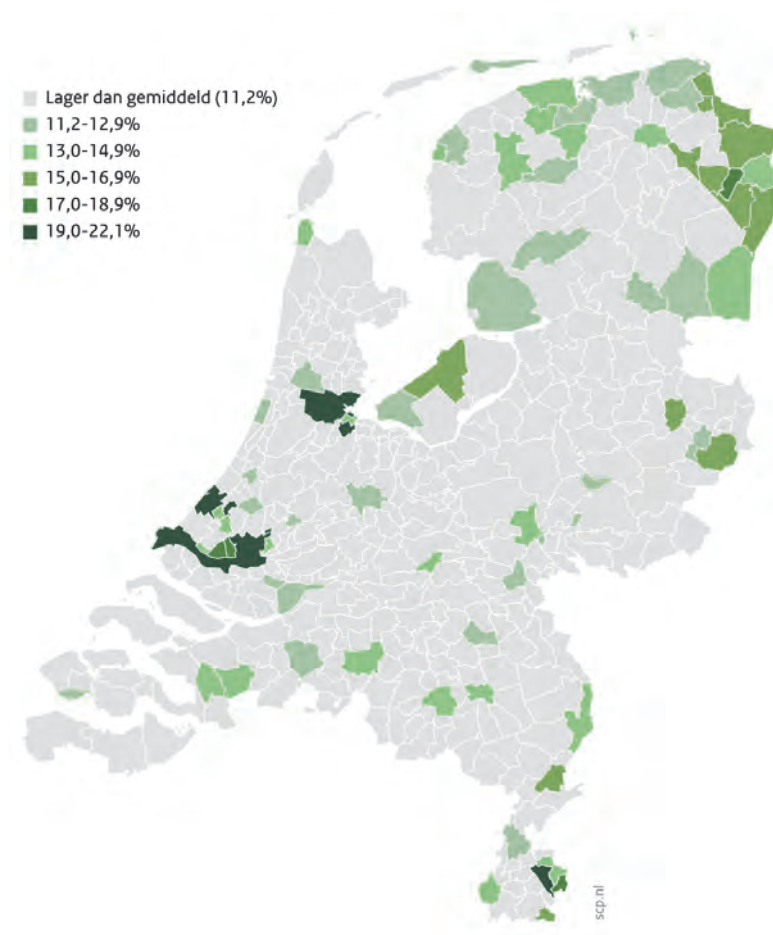 Lager dan gemiddeld (11,2%)
11,2-12,9%
13,0-14,9%
15,0-16,9%
17,0-18,9%
19,0-22,1%
scp.nl